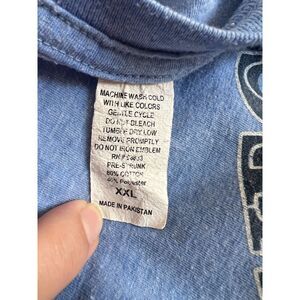 MACHINE WASH COLD
WITH LIKE COLORS
GENTLE CYCLE
DO NOT BLEACH
TUMBLE DRY LOW
REMOVE PROMPTLY
DO NOT IRON EMBLEM
RN#
PRE-SHRUNK
60% COTTON
40% Polyester
XXL
MADE IN PAKISTAN